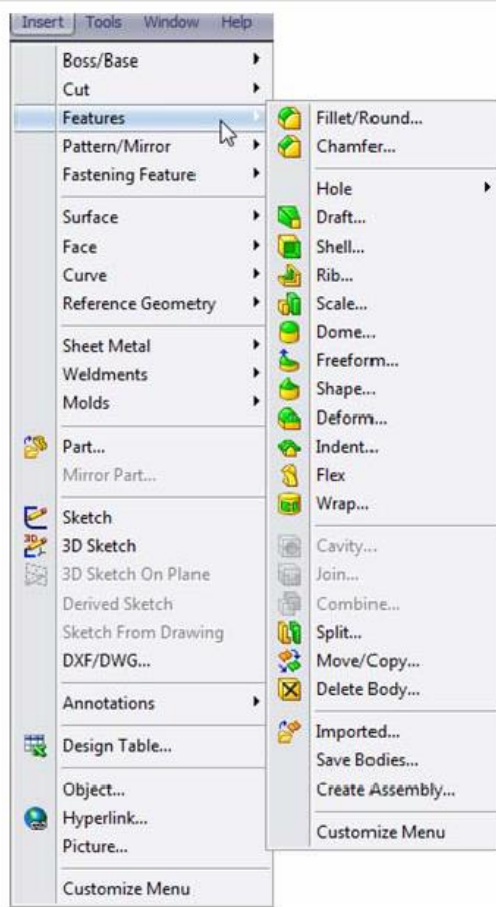 Insert Tools Window Help
Boss/Base
Cut
Features
Pattern/Mirror
Fastening Feature
Surface
Face
Curve
Reference Geometry
Sheet Metal
Weldments
Molds
Part...
Mirror Part...
Sketch
3D Sketch
3D Sketch On Plane
Derived Sketch
Sketch From Drawing
DXF/DWG...
Annotations
Design Table...
Object...
Hyperlink...
Picture...
Customize Menu
Fillet/Round...
Chamfer...
Hole
Draft...
Shell...
Rib...
Scale...
Dome...
Freeform...
Shape...
Deform...
Indent...
Flex
Wrap...
Cavity...
Join...
Combine...
Split...
Move/Copy...
Delete Body...
Imported...
Save Bodies...
Create Assembly...
Customize Menu